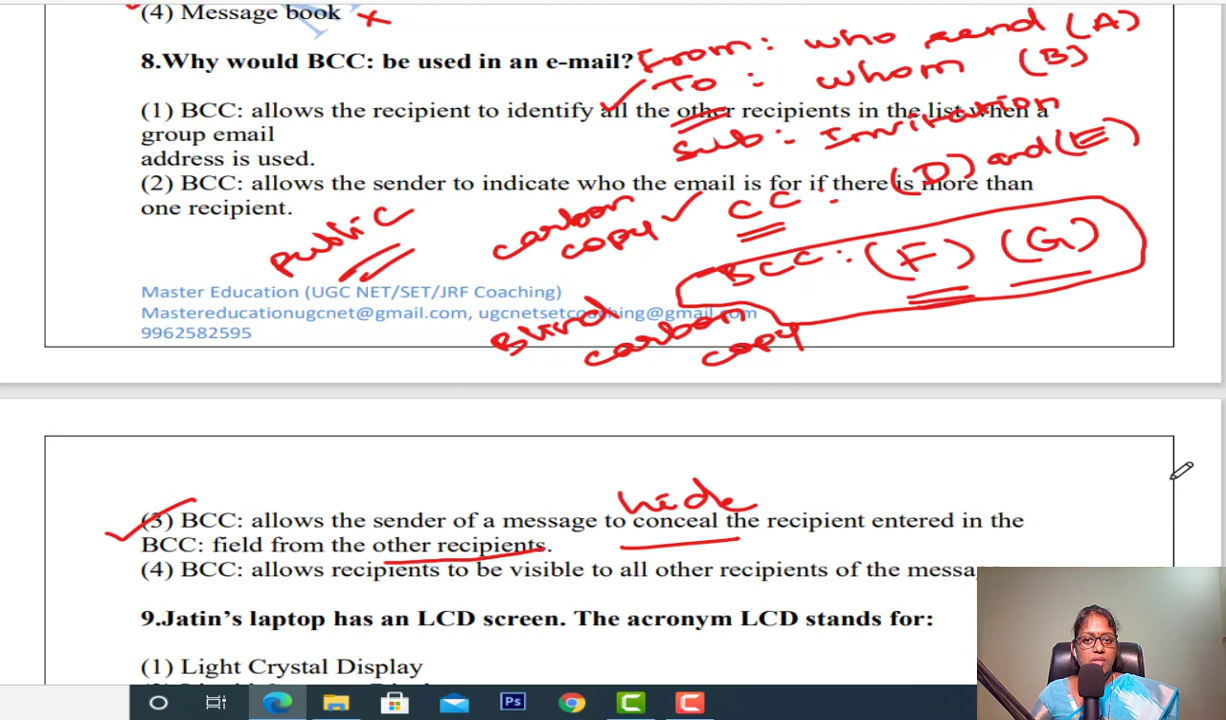 (4) Message book
8.Why would BCC: be used in an e-mail?
From: who send (A)
To : whom (B)
(1) BCC: allows the recipient to identify all the other recipients in the list when a
group email
address is used.
Sub: Invitation
(2) BCC: allows the sender to indicate who the email is for if there is more than
one recipient.
CC: (D) and (E)
carbon
copy
public
BCC: (F) (G)
Blind
carbon
copy
Master Education (UGC NET/SET/JRF Coaching)
Mastereducationugcnet@gmail.com, ugcnetsetcoaching@gmail.com
9962582595
hide
(3) BCC: allows the sender of a message to conceal the recipient entered in the
BCC: field from the other recipients.
(4) BCC: allows recipients to be visible to all other recipients of the
9.Jatin's laptop has an LCD screen. The acronym LCD stands for:
(1) Light Crystal Display
Ps